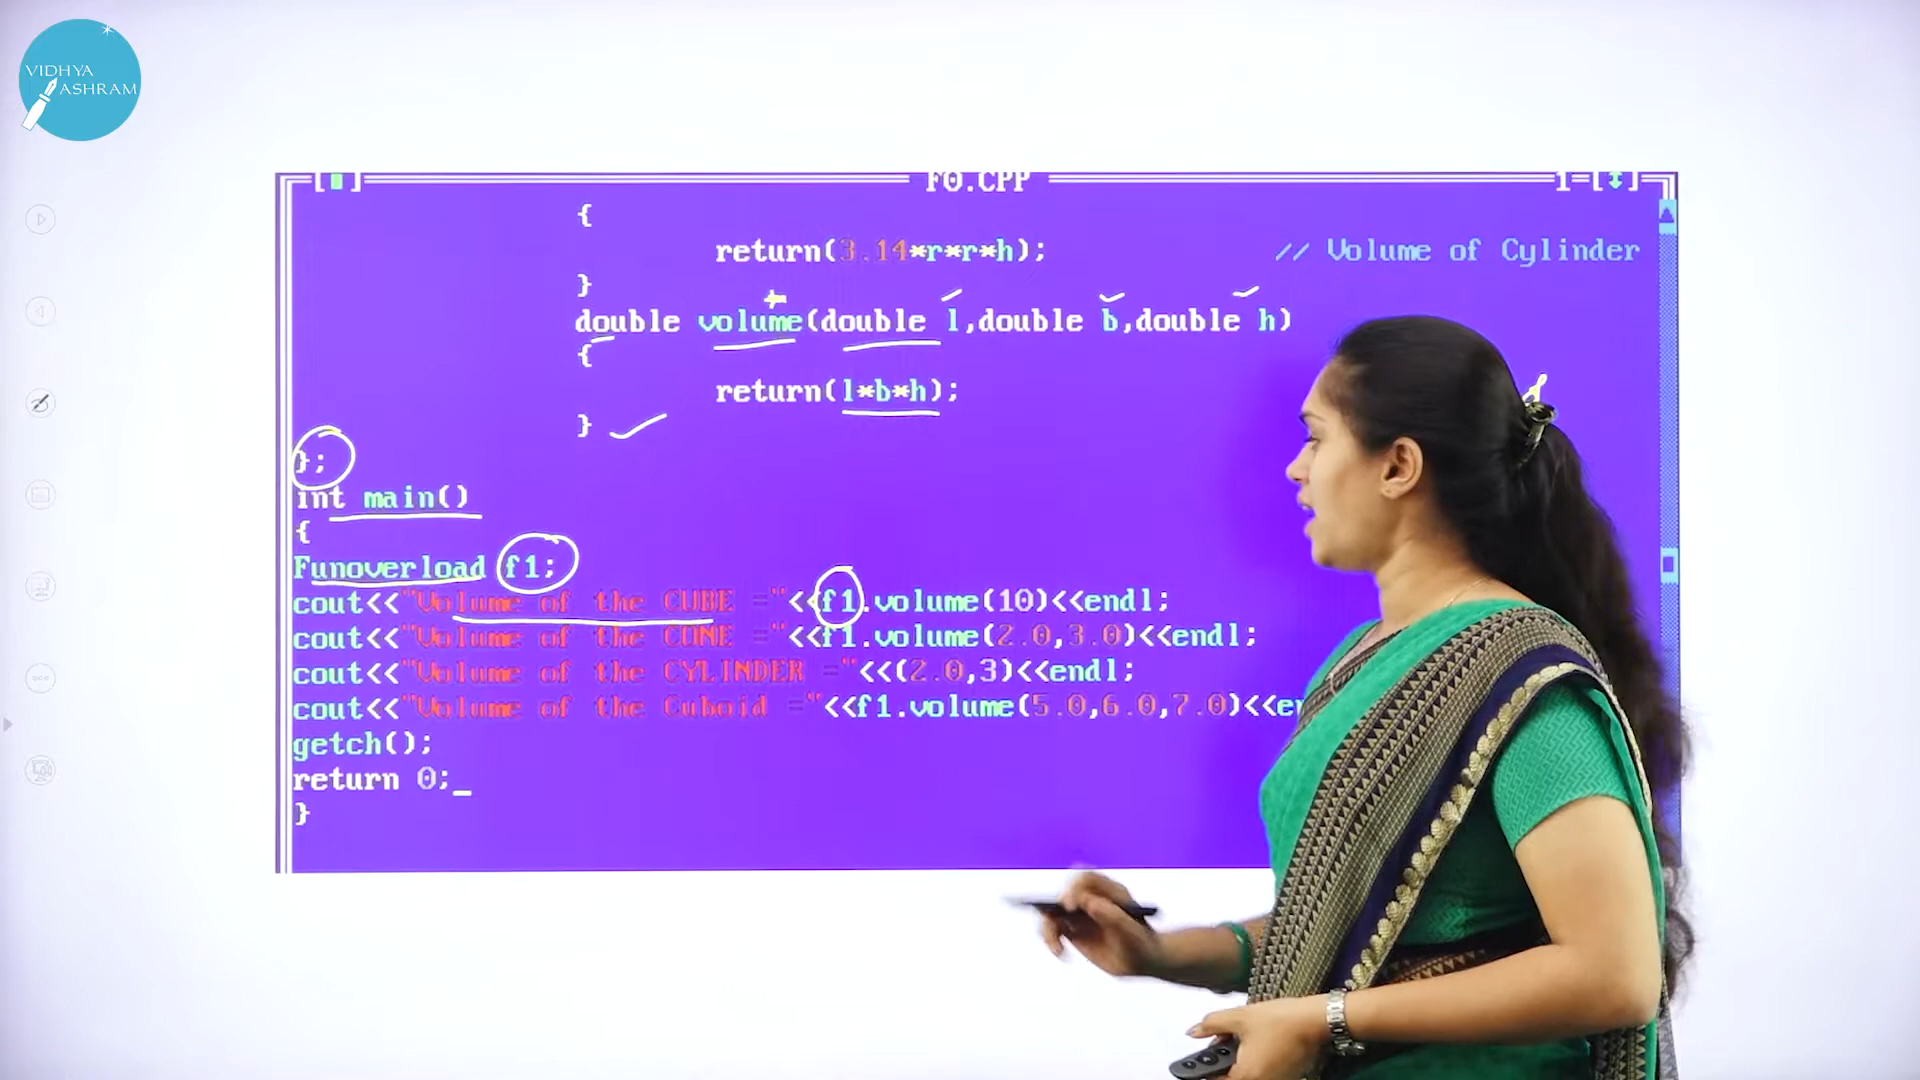 VIDHYA
ASHRAM
F0.CPP
1
{
return(3.14*r*r*h); // Volume of Cylinder
}
double volume(double l,double b,double h)
{
return(l*b*h);
}
};
int main()
{
Funoverload f1;
cout<<"Volume of the CUBE ="<<f1.volume(10)<<endl;
cout<<"Volume of the CONE ="<<f1.volume(2.0,3.0)<<endl;
cout<<"Volume of the CYLINDER ="<<(2.0,3)<<endl;
cout<<"Volume of the Cuboid ="<<f1.volume(5.0,6.0,7.0)<<
getch();
return 0;_
}